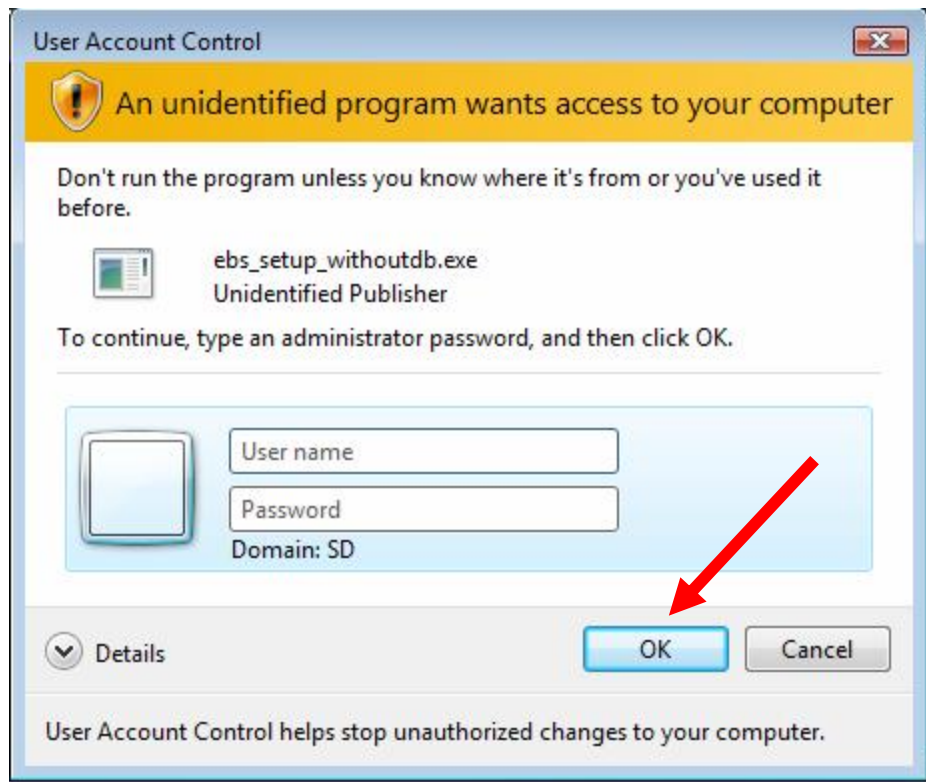 User Account Control
An unidentified program wants access to your computer
Don't run the program unless you know where it's from or you've used it
before.
ebs_setup_withoutdb.exe
Unidentified Publisher
To continue, type an administrator password, and then click OK.
User name
Password
Domain: SD
Details
OK
Cancel
User Account Control helps stop unauthorized changes to your computer.